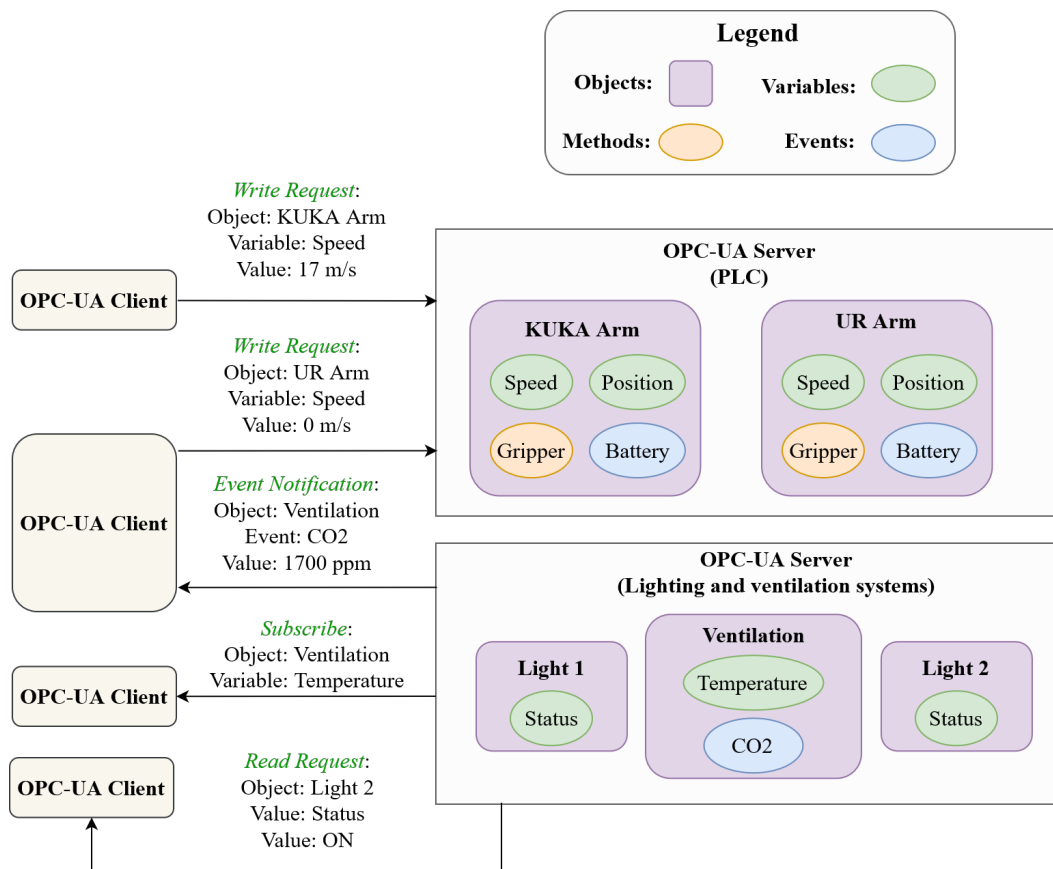 Legend
Objects:
Variables:
Methods:
Events:
Write Request:
Object: KUKA Arm
Variable: Speed
Value: 17 m/s
OPC-UA Client
Write Request:
Object: UR Arm
Variable: Speed
Value: 0 m/s
OPC-UA Client
Event Notification:
Object: Ventilation
Event: CO2
Value: 1700 ppm
Subscribe:
Object: Ventilation
Variable: Temperature
OPC-UA Client
Read Request:
Object: Light 2
Value: Status
Value: ON
OPC-UA Client
OPC-UA Server
(PLC)
KUKA Arm
Speed
Position
Gripper
Battery
UR Arm
Speed
Position
Gripper
Battery
OPC-UA Server
(Lighting and ventilation systems)
Light 1
Status
Ventilation
Temperature
CO2
Light 2
Status